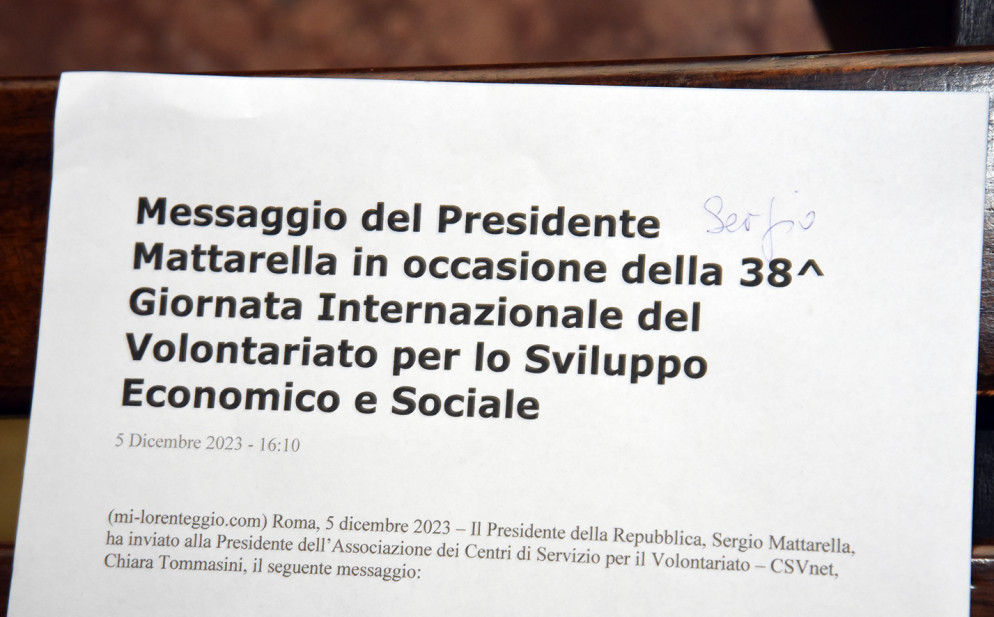 Messaggio del Presidente Sergio
Mattarella in occasione della 38^
Giornata Internazionale del
Volontariato per lo Sviluppo
Economico e Sociale
5 Dicembre 2023 - 16:10
(mi-lorenteggio.com) Roma, 5 dicembre 2023 – Il Presidente della Repubblica, Sergio Mattarella,
ha inviato alla Presidente dell’Associazione dei Centri di Servizio per il Volontariato – CSVnet,
Chiara Tommasini, il seguente messaggio: